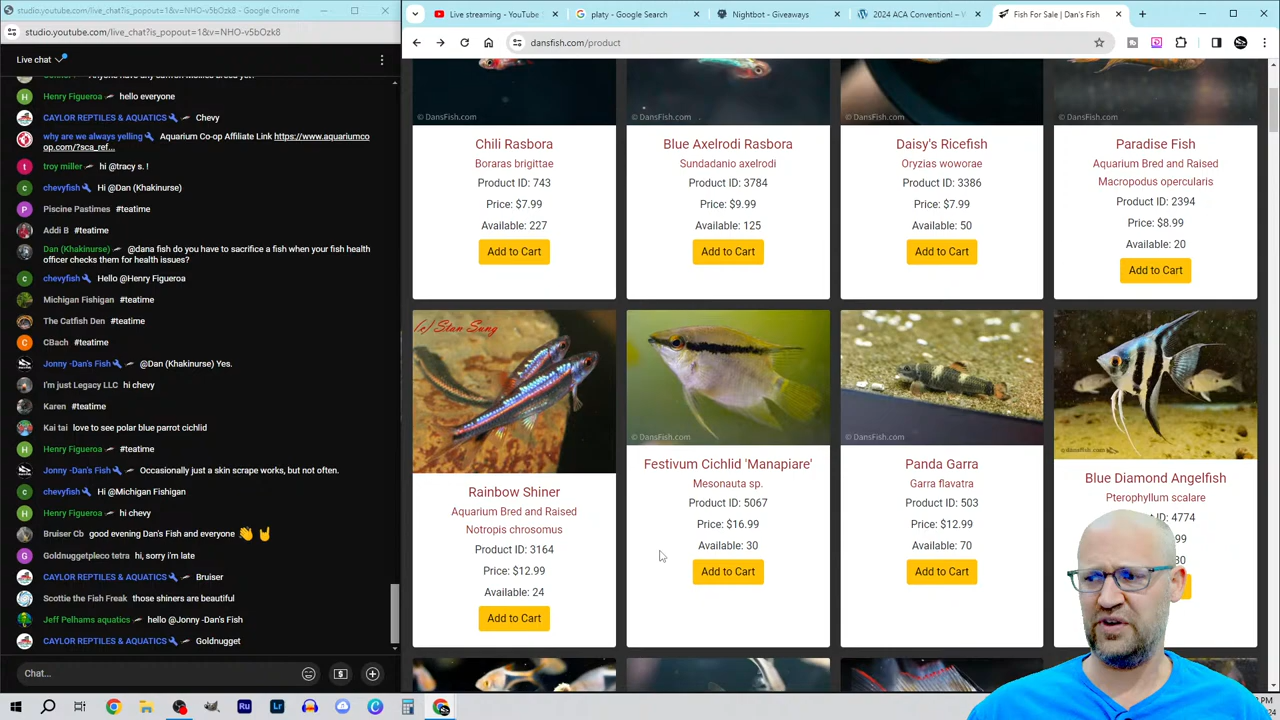 studio.youtube.com/live_chat?is_popout=1&v=NHO-v5bOzk8 - Google Chrome
studio.youtube.com/live_chat?is_popout=1&v=NHO-v5bOzk8
Live chat
Henry Figueroa hello everyone
CAYLOR REPTILES & AQUATICS Chevy
why are we always yelling Aquarium Co-op Affiliate Link https://www.aquariumco
op.com/?sca_ref...
troy miller hi @tracy s. !
chevyfish Hi @Dan (Khakinurse)
Piscine Pastimes #teatime
Addi B #teatime
Dan (Khakinurse) @dana fish do you have to sacrifice a fish when your fish health
officer checks them for health issues?
chevyfish Hello @Henry Figueroa
Michigan Fishigan #teatime
The Catfish Den #teatime
CBach #teatime
Jonny -Dan's Fish @Dan (Khakinurse) Yes.
I'm just Legacy LLC hi chevy
Karen #teatime
Kai tai love to see polar blue parrot cichlid
Henry Figueroa #teatime
Jonny -Dan's Fish Occasionally just a skin scrape works, but not often.
chevyfish Hi @Michigan Fishigan
Henry Figueroa hi chevy
Bruiser Cb good evening Dan's Fish and everyone
Goldnuggetpleco tetra hi, sorry i'm late
CAYLOR REPTILES & AQUATICS Bruiser
Scottie the Fish Freak those shiners are beautiful
Jeff Pelhams aquatics hello @Jonny -Dan's Fish
CAYLOR REPTILES & AQUATICS Goldnugget
Chat...
Live streaming - YouTube
platy - Google Search
Nightbot - Giveaways
2024 ACA Convention! –
Fish For Sale | Dan's Fish
dansfish.com/product
© DansFish.com
Chili Rasbora
Boraras brigittae
Product ID: 743
Price: $7.99
Available: 227
Add to Cart
© DansFish.com
Blue Axelrodi Rasbora
Sundadanio axelrodi
Product ID: 3784
Price: $9.99
Available: 125
Add to Cart
© DansFish.com
Daisy's Ricefish
Oryzias woworae
Product ID: 3386
Price: $7.99
Available: 50
Add to Cart
© DansFish.com
Paradise Fish
Aquarium Bred and Raised
Macropodus opercularis
Product ID: 2394
Price: $8.99
Available: 20
Add to Cart
(c) Stan Sung
Rainbow Shiner
Aquarium Bred and Raised
Notropis chrosomus
Product ID: 3164
Price: $12.99
Available: 24
Add to Cart
© DansFish.com
Festivum Cichlid 'Manapiare'
Mesonauta sp.
Product ID: 5067
Price: $16.99
Available: 30
Add to Cart
© DansFish.com
Panda Garra
Garra flavatra
Product ID: 503
Price: $12.99
Available: 70
Add to Cart
Blue Diamond Angelfish
Pterophyllum scalare
ID: 4774
99
80